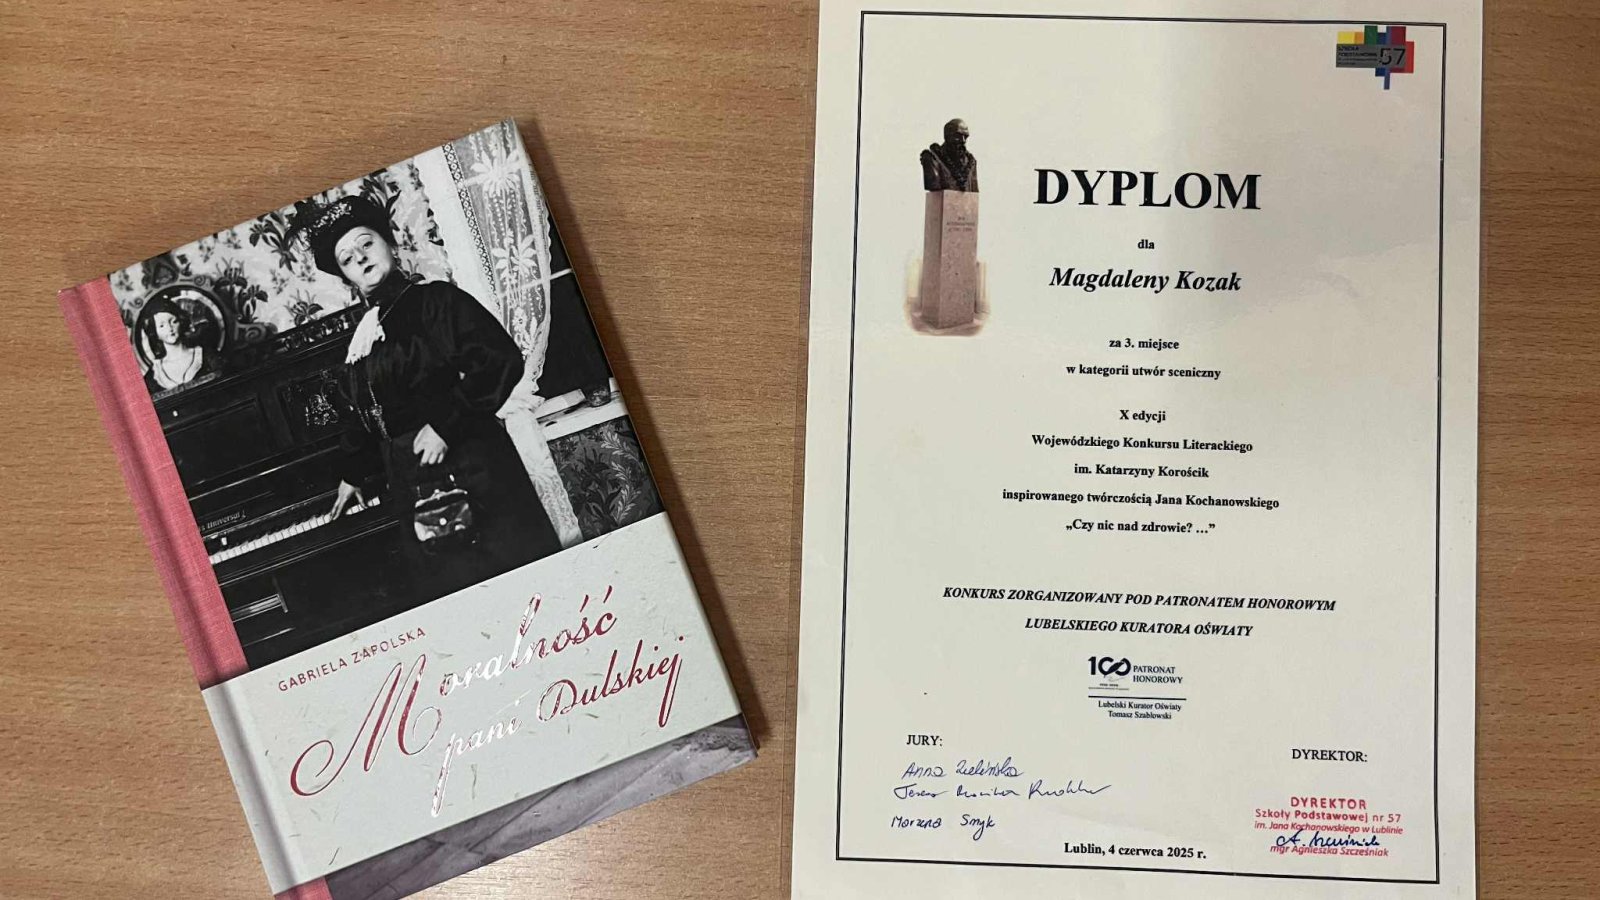 GABRIELA ZAPOLSKA
Moralność
pani Dulskiej
57
DYPLOM
dla
Magdaleny Kozak
za 3. miejsce
w kategorii utwór sceniczny
X edycji
Wojewódzkiego Konkursu Literackiego
im. Katarzyny Korościk
inspirowanego twórczością Jana Kochanowskiego
„Czy nic nad zdrowie? …”
KONKURS ZORGANIZOWANY POD PATRONATEM HONOROWYM
LUBELSKIEGO KURATORA OŚWIATY
100 PATRONAT
HONOROWY
Lubelski Kurator Oświaty
Tomasz Szabłowski
JURY:
Anna Zielińska
Marzena Smyk
DYREKTOR:
DYREKTOR
Szkoły Podstawowej nr 57
im. Jana Kochanowskiego w Lublinie
mgr Agnieszka Szcześniak
Lublin, 4 czerwca 2025 r.